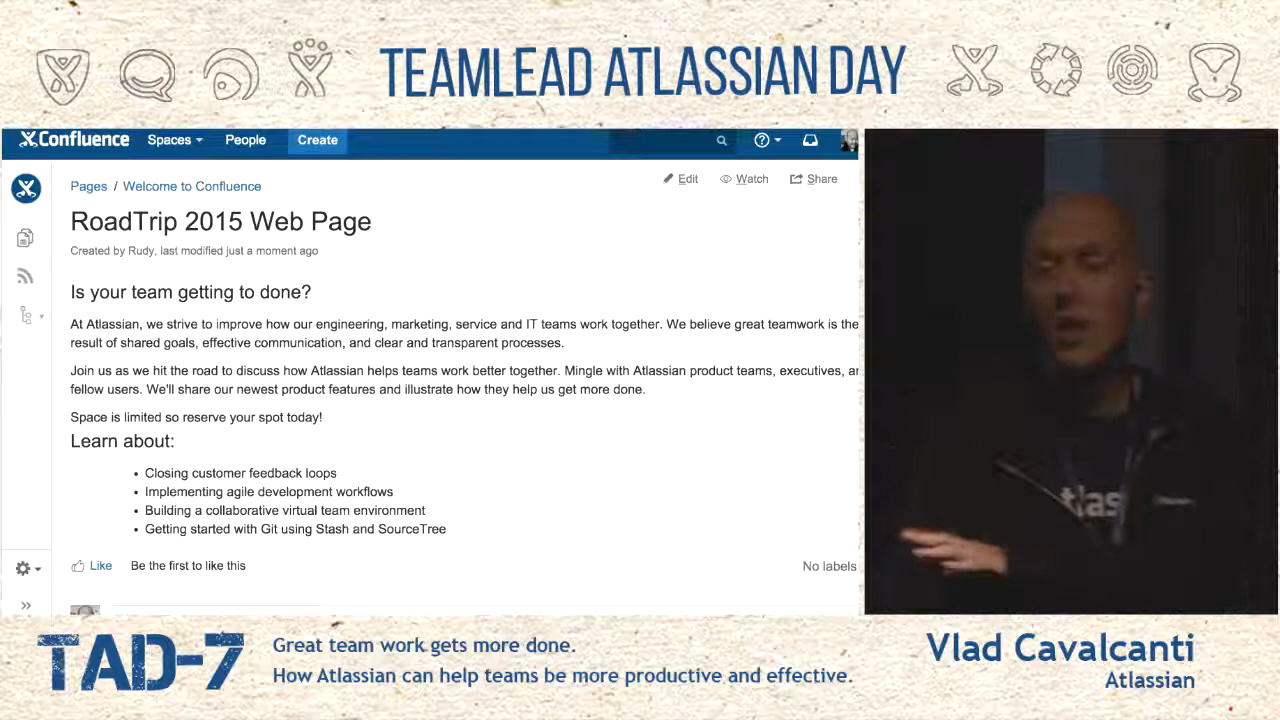 TEAMLEAD ATLASSIAN DAY
Confluence Spaces People Create
Pages / Welcome to Confluence
Edit Watch Share
RoadTrip 2015 Web Page
Created by Rudy, last modified just a moment ago
Is your team getting to done?
At Atlassian, we strive to improve how our engineering, marketing, service and IT teams work together. We believe great teamwork is the
result of shared goals, effective communication, and clear and transparent processes.
Join us as we hit the road to discuss how Atlassian helps teams work better together. Mingle with Atlassian product teams, executives,
fellow users. We'll share our newest product features and illustrate how they help us get more done.
Space is limited so reserve your spot today!
Learn about:
• Closing customer feedback loops
• Implementing agile development workflows
• Building a collaborative virtual team environment
• Getting started with Git using Stash and SourceTree
Like Be the first to like this
No labels
tlas
TAD-7
Great team work gets more done.
How Atlassian can help teams be more productive and effective.
Vlad Cavalcanti
Atlassian